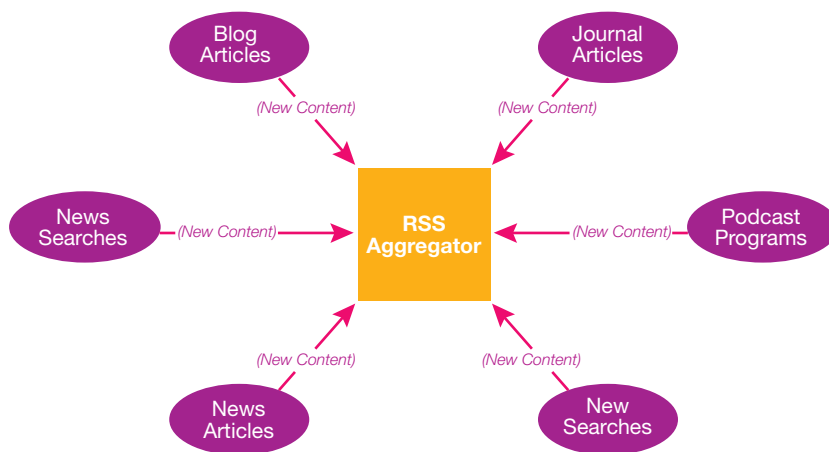 Blog
Articles
Journal
Articles
(New Content)
(New Content)
News
Searches
(New Content)
RSS
Aggregator
(New Content)
Podcast
Programs
(New Content)
(New Content)
News
Articles
New
Searches